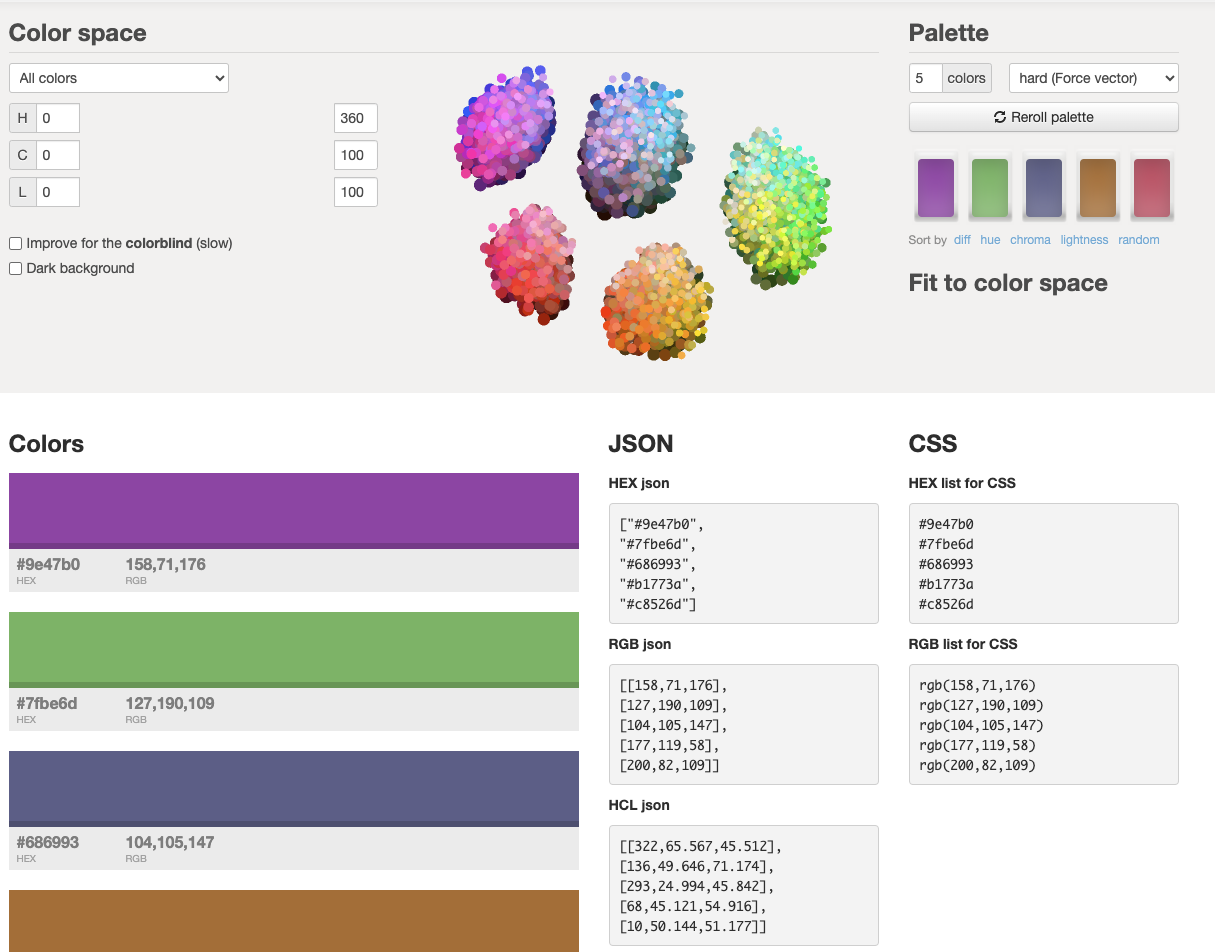 Color space
All colors
H 0 360
C 0 100
L 0 100
Improve for the colorblind (slow)
Dark background
Palette
5 colors hard (Force vector)
Reroll palette
Sort by diff hue chroma lightness random
Fit to color space
Colors
#9e47b0 158,71,176
HEX RGB
#7fbe6d 127,190,109
HEX RGB
#686993 104,105,147
HEX RGB
JSON
HEX json
["#9e47b0",
"#7fbe6d",
"#686993",
"#b1773a",
"#c8526d"]
RGB json
[[158,71,176],
[127,190,109],
[104,105,147],
[177,119,58],
[200,82,109]]
HCL json
[[322,65.567,45.512],
[136,49.646,71.174],
[293,24.994,45.842],
[68,45.121,54.916],
[10,50.144,51.177]]
CSS
HEX list for CSS
#9e47b0
#7fbe6d
#686993
#b1773a
#c8526d
RGB list for CSS
rgb(158,71,176)
rgb(127,190,109)
rgb(104,105,147)
rgb(177,119,58)
rgb(200,82,109)